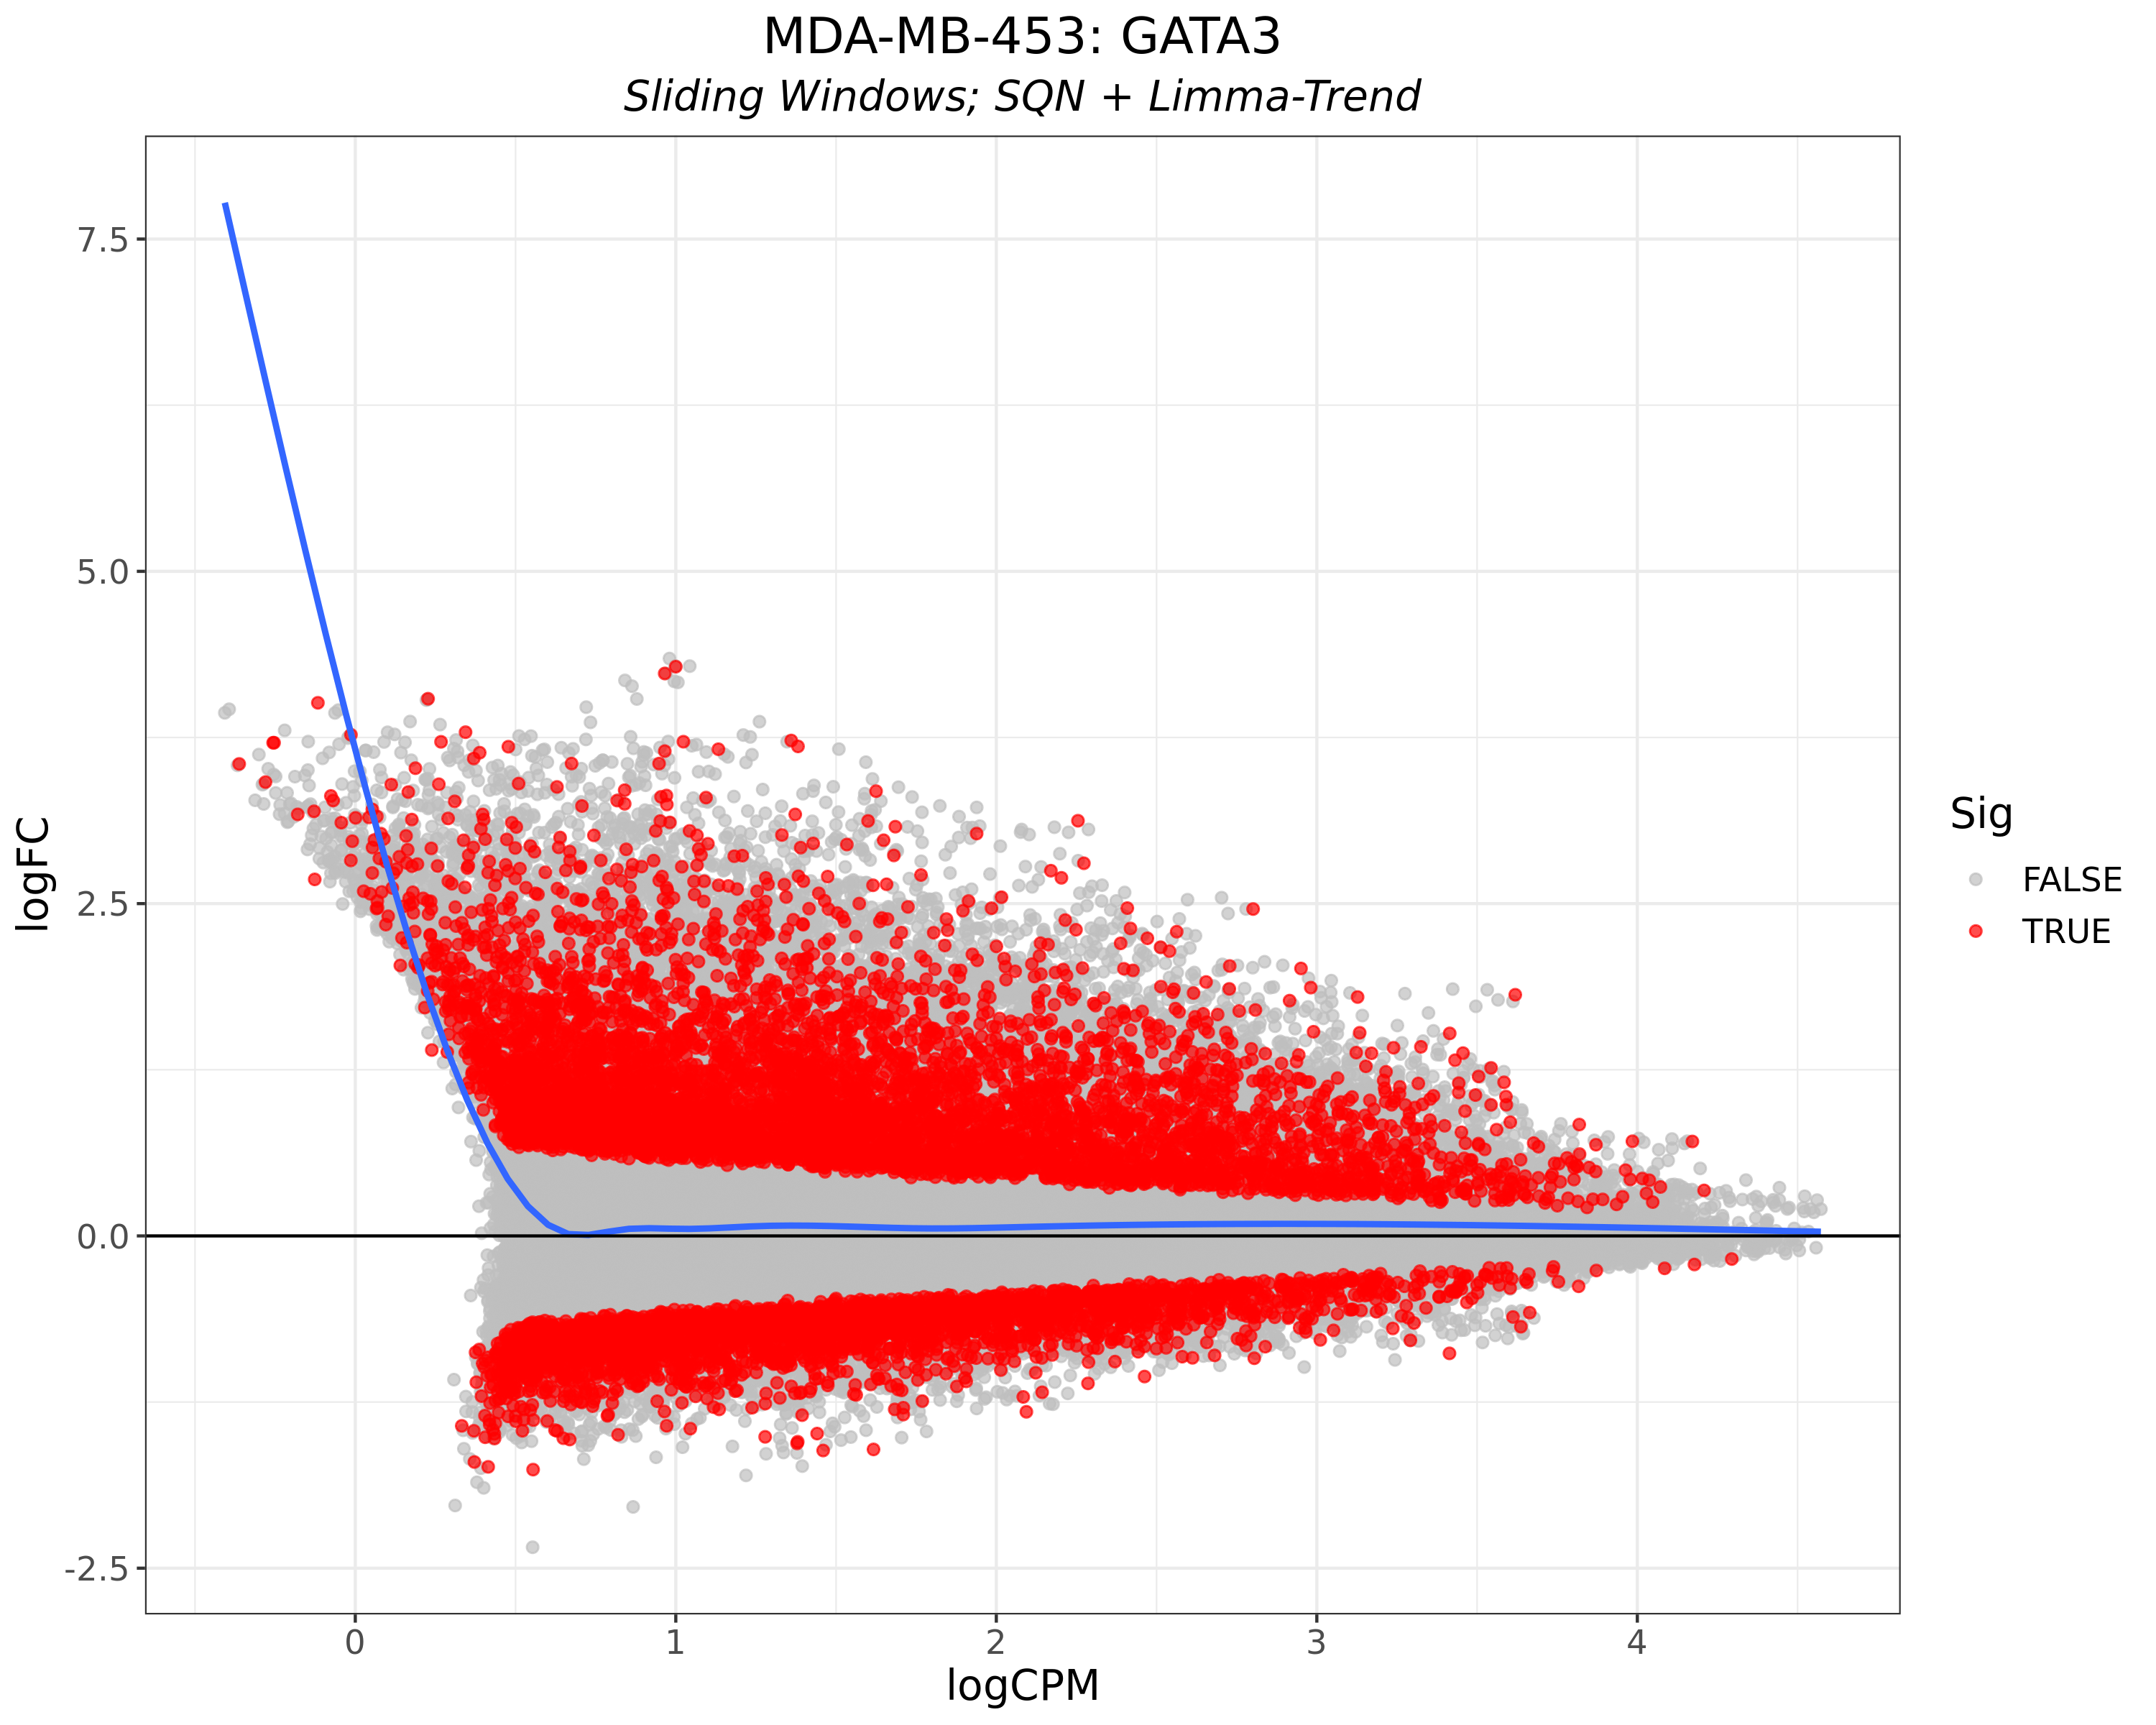 MDA-MB-453: GATA3
Sliding Windows; SQN + Limma-Trend
7.5
5.0
2.5
0.0
-2.5
logFC
0 1 2 3 4
logCPM
Sig
FALSE
TRUE